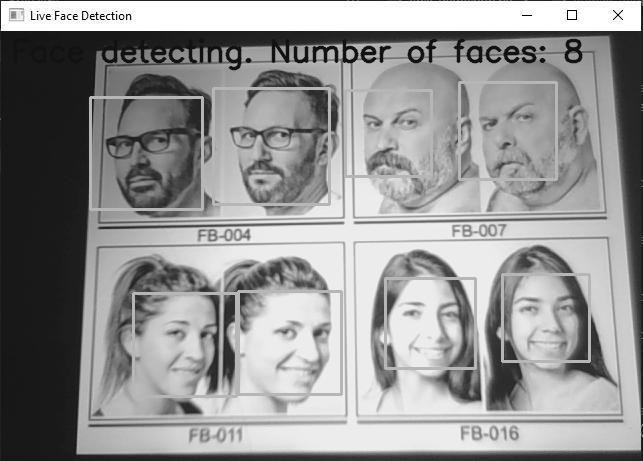 Live Face Detection
Face detecting. Number of faces: 8
FB-004
FB-007
FB-011
FB-016